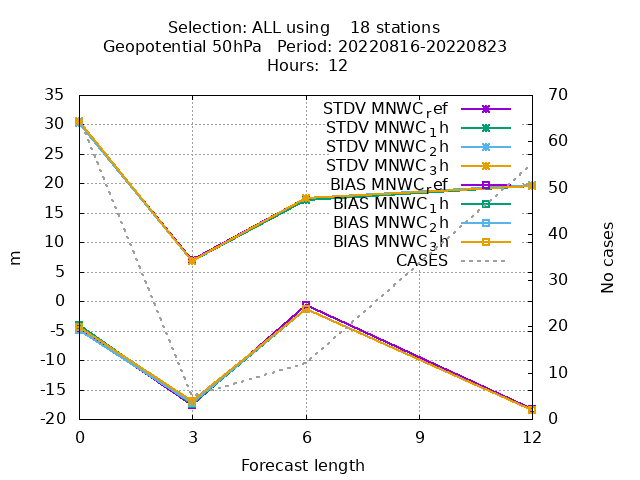 Selection: ALL using    18 stations
Geopotential 50hPa   Period: 20220816-20220823
Hours: 12
35
30
25
20
15
10
5
0
-5
-10
-15
-20
m
70
60
50
40
30
20
10
0
No cases
STDV MNWC_ref
STDV MNWC_1h
STDV MNWC_2h
STDV MNWC_3h
BIAS MNWC_ref
BIAS MNWC_1h
BIAS MNWC_2h
BIAS MNWC_3h
CASES
0 3 6 9 12
Forecast length